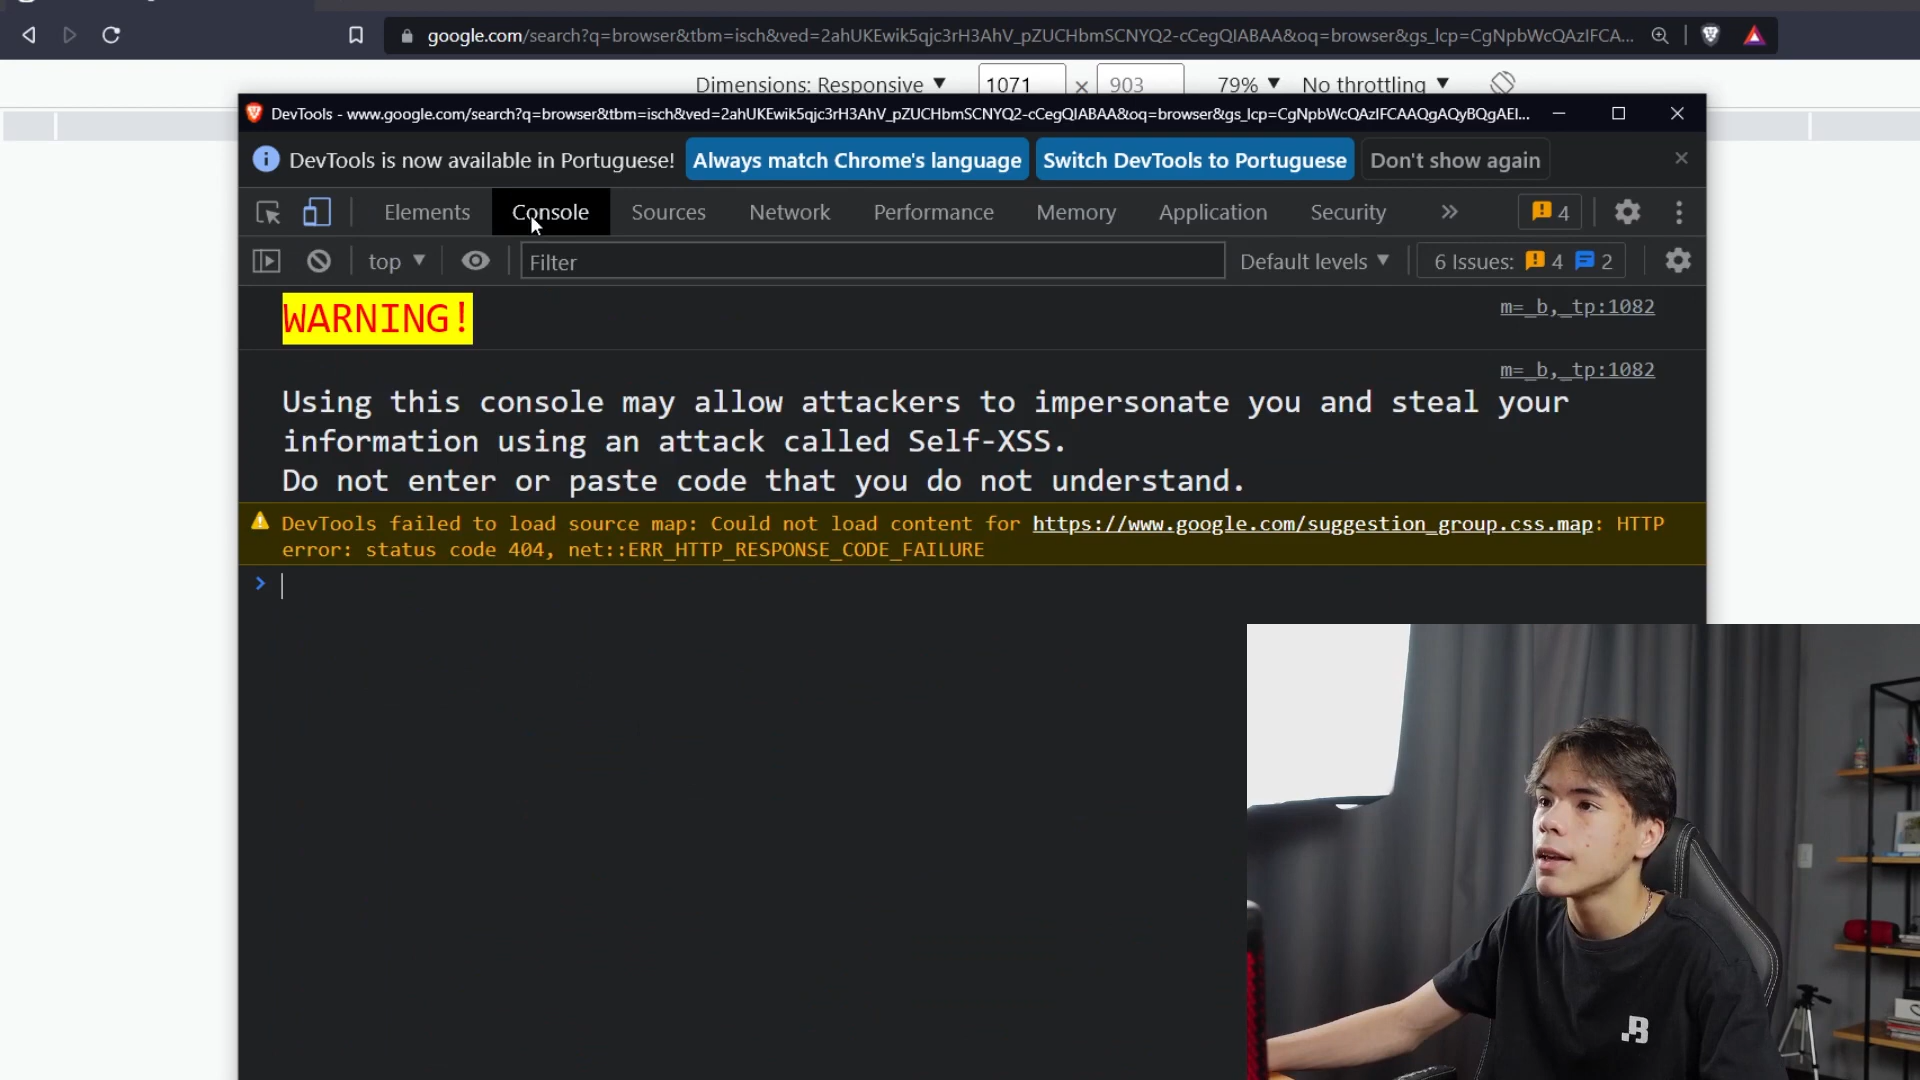 google.com/search?q=browser&tbm=isch&ved=2ahUKEwik5qjc3rH3AhV_pZUCHbmSCNYQ2-cCegQIABAA&oq=browser&gs_lcp=CgNpbWcQAzIFCA...
Dimensions: Responsive 1071 × 903 79% No throttling
DevTools - www.google.com/search?q=browser&tbm=isch&ved=2ahUKEwik5qjc3rH3AhV_pZUCHbmSCNYQ2-cCegQIABAA&oq=browser&gs_lcp=CgNpbWcQAzIFCAAQgAQyBQgAEI...
DevTools is now available in Portuguese! Always match Chrome's language Switch DevTools to Portuguese Don't show again
Elements Console Sources Network Performance Memory Application Security 4
top Filter Default levels 6 Issues: 4 2
WARNING! m=_b,_tp:1082
m=_b,_tp:1082
Using this console may allow attackers to impersonate you and steal your
information using an attack called Self-XSS.
Do not enter or paste code that you do not understand.
DevTools failed to load source map: Could not load content for https://www.google.com/suggestion_group.css.map: HTTP
error: status code 404, net::ERR_HTTP_RESPONSE_CODE_FAILURE